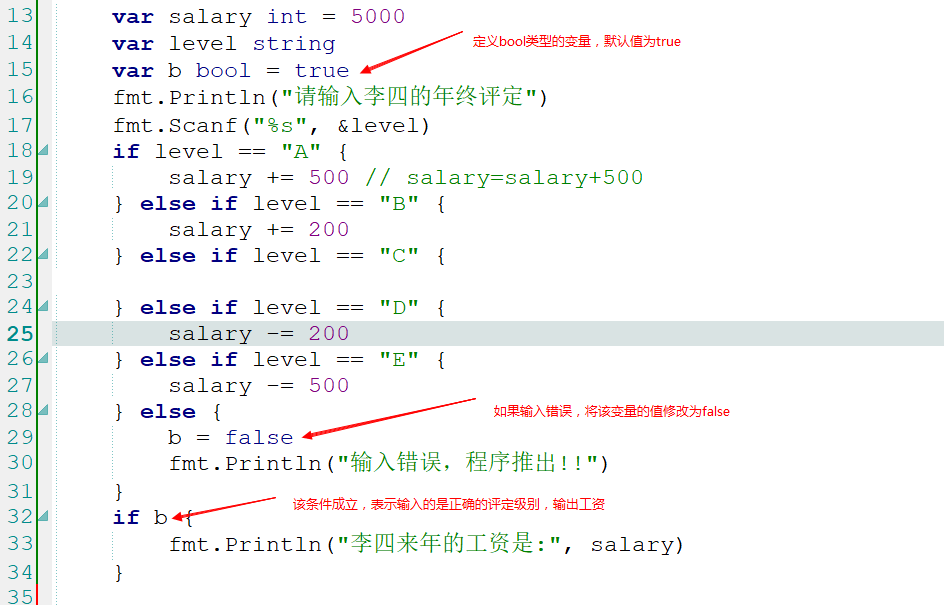 13 var salary int = 5000
14 var level string
定义bool类型的变量，默认值为true
15 var b bool = true
16 fmt.Println("请输入李四的年终评定")
17 fmt.Scanf("%s", &level)
18 if level == "A" {
19 salary += 500 // salary=salary+500
20 } else if level == "B" {
21 salary += 200
22 } else if level == "C" {
23
24 } else if level == "D" {
25 salary -= 200
26 } else if level == "E" {
27 salary -= 500
28 } else {
如果输入错误，将该变量的值修改为false
29 b = false
30 fmt.Println("输入错误，程序推出!!")
31 }
该条件成立，表示输入的是正确的评定级别，输出工资
32 if b {
33 fmt.Println("李四来年的工资是:", salary)
34 }
35